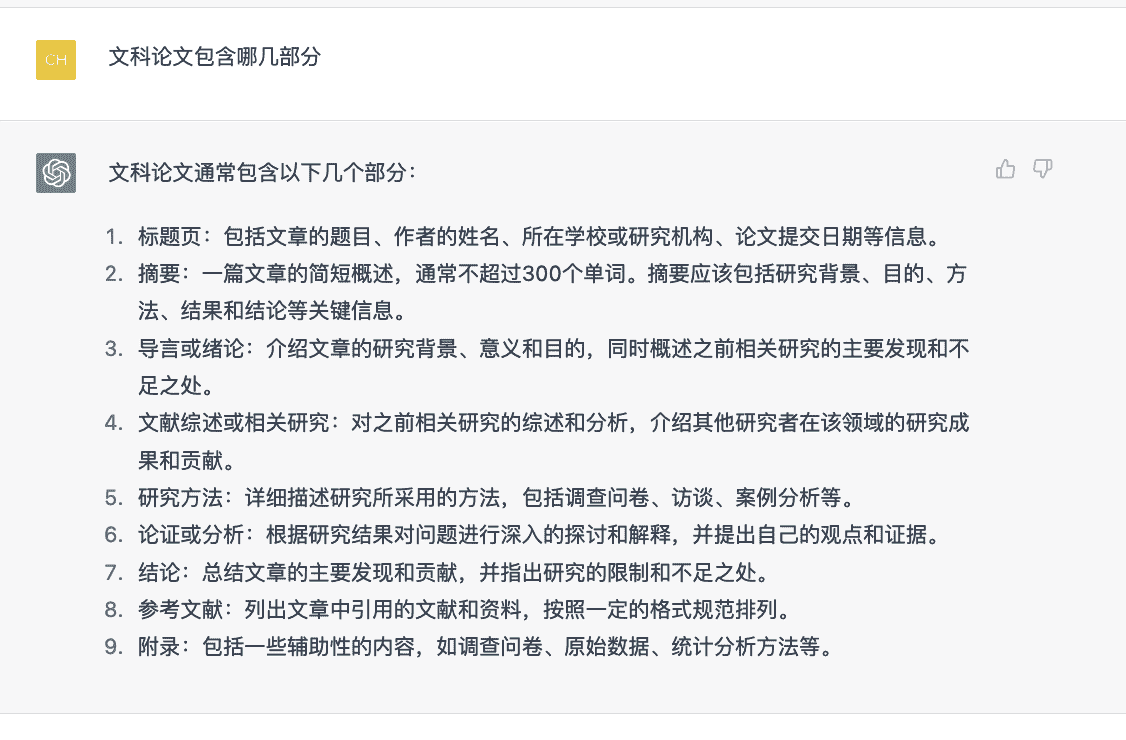 CH
文科论文包含哪几部分
文科论文通常包含以下几个部分：
1. 标题页：包括文章的题目、作者的姓名、所在学校或研究机构、论文提交日期等信息。
2. 摘要：一篇文章的简短概述，通常不超过300个单词。摘要应该包括研究背景、目的、方
法、结果和结论等关键信息。
3. 导言或绪论：介绍文章的研究背景、意义和目的，同时概述之前相关研究的主要发现和不
足之处。
4. 文献综述或相关研究：对之前相关研究的综述和分析，介绍其他研究者在该领域的研究成
果和贡献。
5. 研究方法：详细描述研究所采用的方法，包括调查问卷、访谈、案例分析等。
6. 论证或分析：根据研究结果对问题进行深入的探讨和解释，并提出自己的观点和证据。
7. 结论：总结文章的主要发现和贡献，并指出研究的限制和不足之处。
8. 参考文献：列出文章中引用的文献和资料，按照一定的格式规范排列。
9. 附录：包括一些辅助性的内容，如调查问卷、原始数据、统计分析方法等。